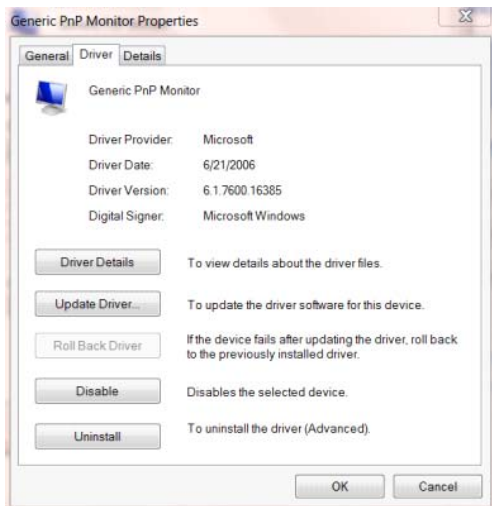 Generic PnP Monitor Properties
General Driver Details
Generic PnP Monitor
Driver Provider: Microsoft
Driver Date: 6/21/2006
Driver Version: 6.1.7600.16385
Digital Signer: Microsoft Windows
Driver Details To view details about the driver files.
Update Driver... To update the driver software for this device.
Roll Back Driver If the device fails after updating the driver, roll back
to the previously installed driver.
Disable Disables the selected device.
Uninstall To uninstall the driver (Advanced).
OK Cancel